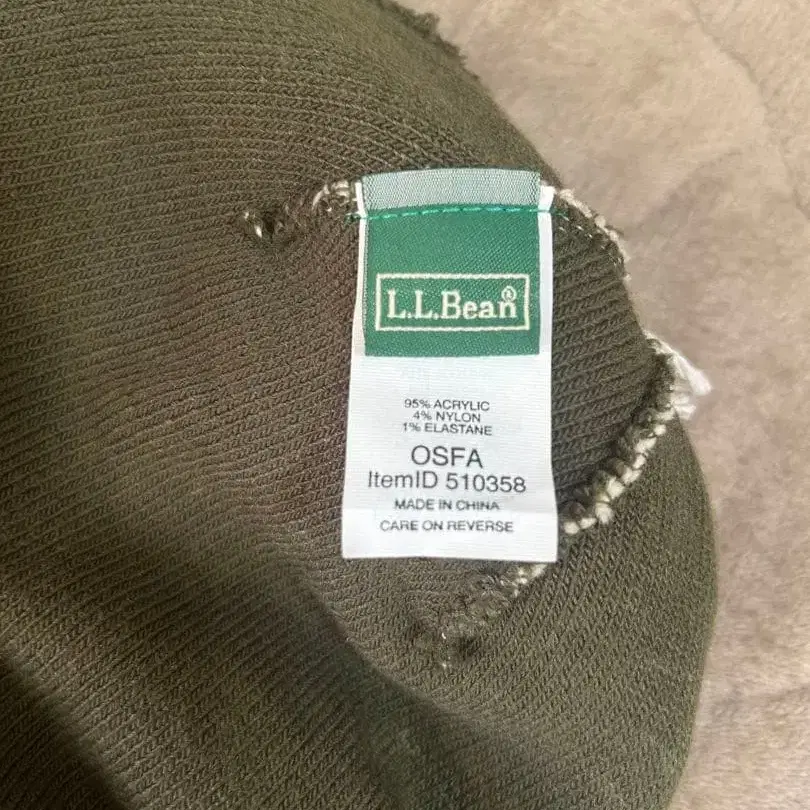 L.L.Bean®
95% ACRYLIC
4% NYLON
1% ELASTANE
OSFA
ItemID 510358
MADE IN CHINA
CARE ON REVERSE